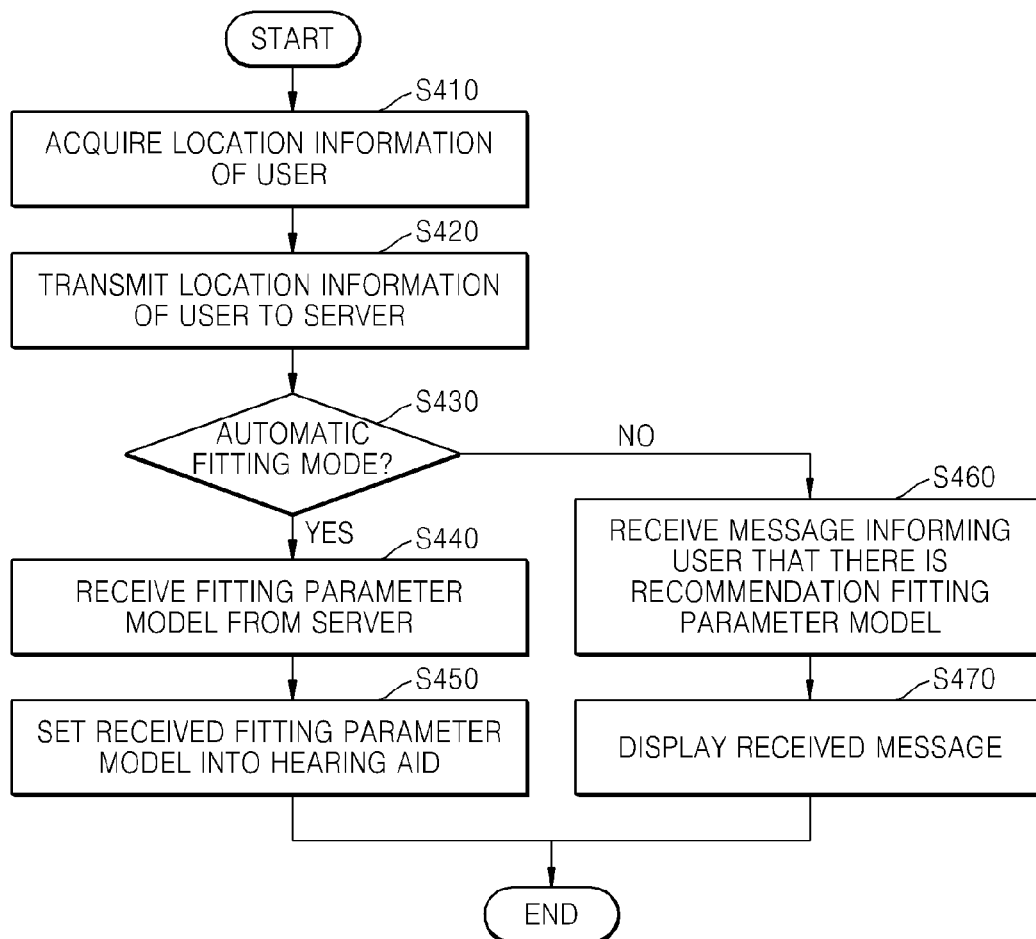 START
S410
ACQUIRE LOCATION INFORMATION
OF USER
S420
TRANSMIT LOCATION INFORMATION
OF USER TO SERVER
S430
AUTOMATIC
FITTING MODE?
NO
YES
S440
RECEIVE FITTING PARAMETER
MODEL FROM SERVER
S450
SET RECEIVED FITTING PARAMETER
MODEL INTO HEARING AID
S460
RECEIVE MESSAGE INFORMING
USER THAT THERE IS
RECOMMENDATION FITTING
PARAMETER MODEL
S470
DISPLAY RECEIVED MESSAGE
END